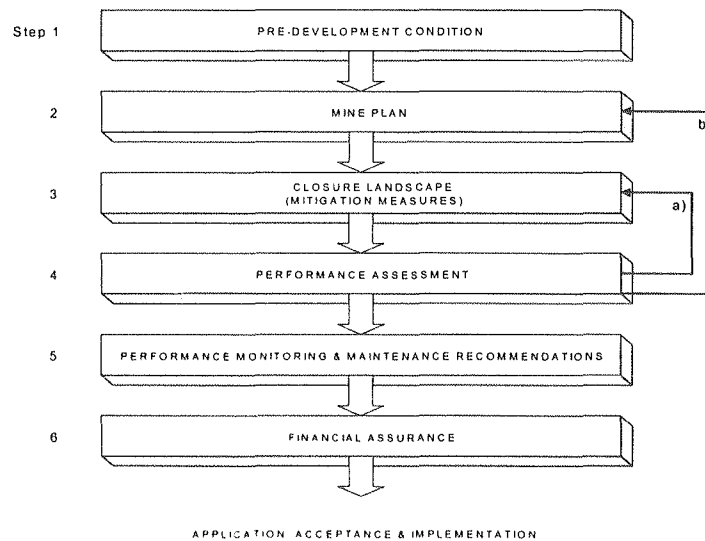 Step 1
PRE-DEVELOPMENT CONDITION
2
MINE PLAN
b
3
CLOSURE LANDSCAPE
(MITIGATION MEASURES)
a)
4
PERFORMANCE ASSESSMENT
5
PERFORMANCE MONITORING & MAINTENANCE RECOMMENDATIONS
6
FINANCIAL ASSURANCE
APPLICATION ACCEPTANCE & IMPLEMENTATION